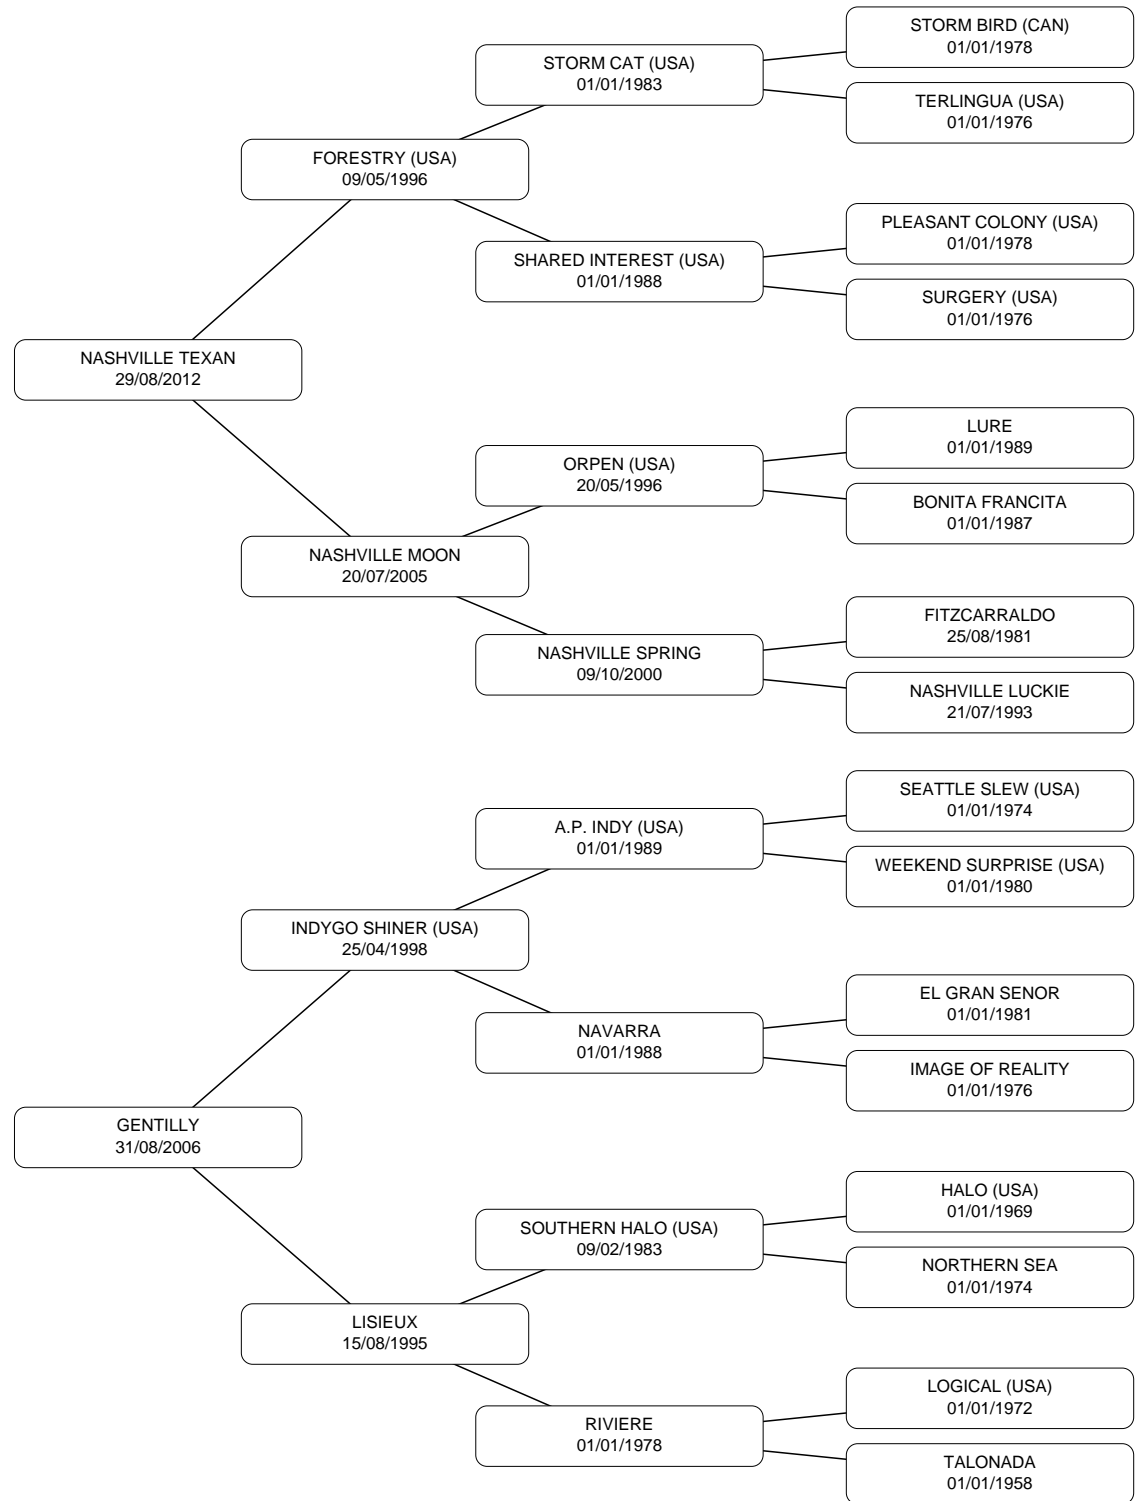 STORM BIRD (CAN)
01/01/1978
STORM CAT (USA)
01/01/1983
TERLINGUA (USA)
01/01/1976
FORESTRY (USA)
09/05/1996
PLEASANT COLONY (USA)
01/01/1978
SHARED INTEREST (USA)
01/01/1988
SURGERY (USA)
01/01/1976
NASHVILLE TEXAN
29/08/2012
LURE
01/01/1989
ORPEN (USA)
20/05/1996
BONITA FRANCITA
01/01/1987
NASHVILLE MOON
20/07/2005
FITZCARRALDO
25/08/1981
NASHVILLE SPRING
09/10/2000
NASHVILLE LUCKIE
21/07/1993
SEATTLE SLEW (USA)
01/01/1974
A.P. INDY (USA)
01/01/1989
WEEKEND SURPRISE (USA)
01/01/1980
INDYGO SHINER (USA)
25/04/1998
EL GRAN SENOR
01/01/1981
NAVARRA
01/01/1988
IMAGE OF REALITY
01/01/1976
GENTILLY
31/08/2006
HALO (USA)
01/01/1969
SOUTHERN HALO (USA)
09/02/1983
NORTHERN SEA
01/01/1974
LISIEUX
15/08/1995
LOGICAL (USA)
01/01/1972
RIVIERE
01/01/1978
TALONADA
01/01/1958